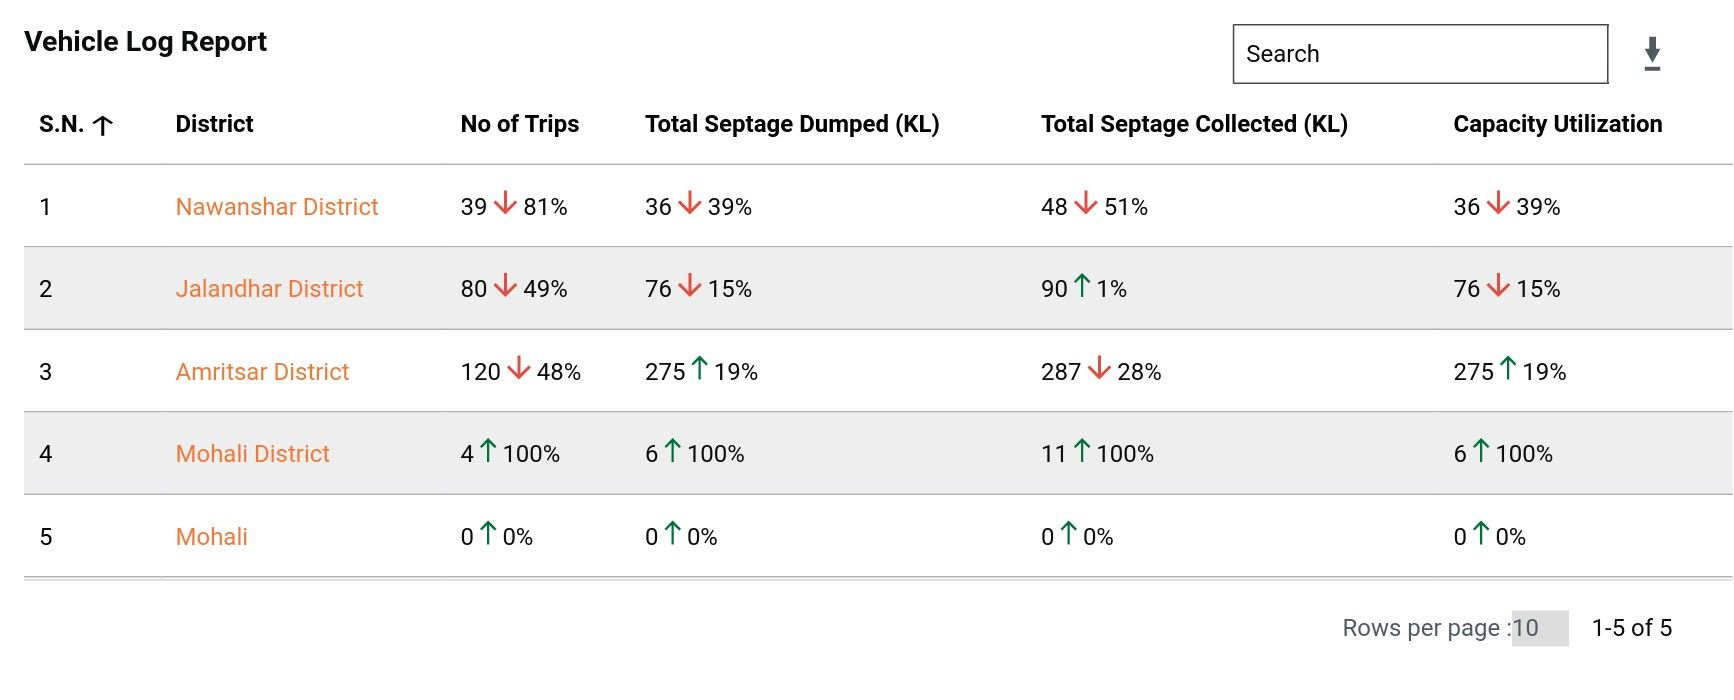 Vehicle Log Report
Search
S.N. ↑ District No of Trips Total Septage Dumped (KL) Total Septage Collected (KL) Capacity Utilization
1 Nawanshar District 39 ↓ 81% 36 ↓ 39% 48 ↓ 51% 36 ↓ 39%
2 Jalandhar District 80 ↓ 49% 76 ↓ 15% 90 ↑ 1% 76 ↓ 15%
3 Amritsar District 120 ↓ 48% 275 ↑ 19% 287 ↓ 28% 275 ↑ 19%
4 Mohali District 4 ↑ 100% 6 ↑ 100% 11 ↑ 100% 6 ↑ 100%
5 Mohali 0 ↑ 0% 0 ↑ 0% 0 ↑ 0% 0 ↑ 0%
Rows per page :10 1-5 of 5